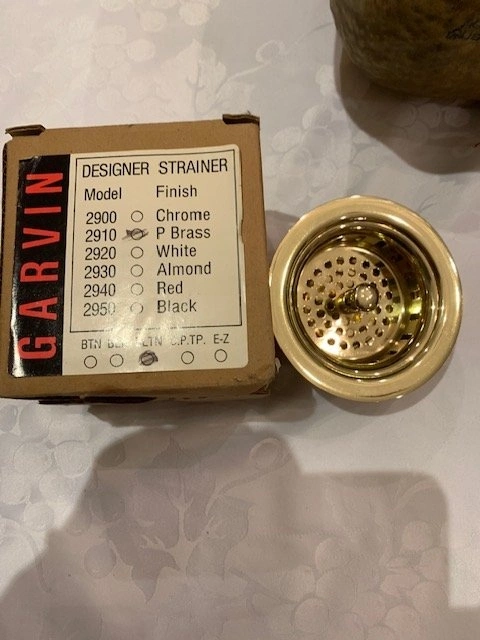 GARVIN
DESIGNER STRAINER
Model Finish
2900 Chrome
2910 P Brass
2920 White
2930 Almond
2940 Red
2950 Black
BTN LTN .P.TP. E-Z